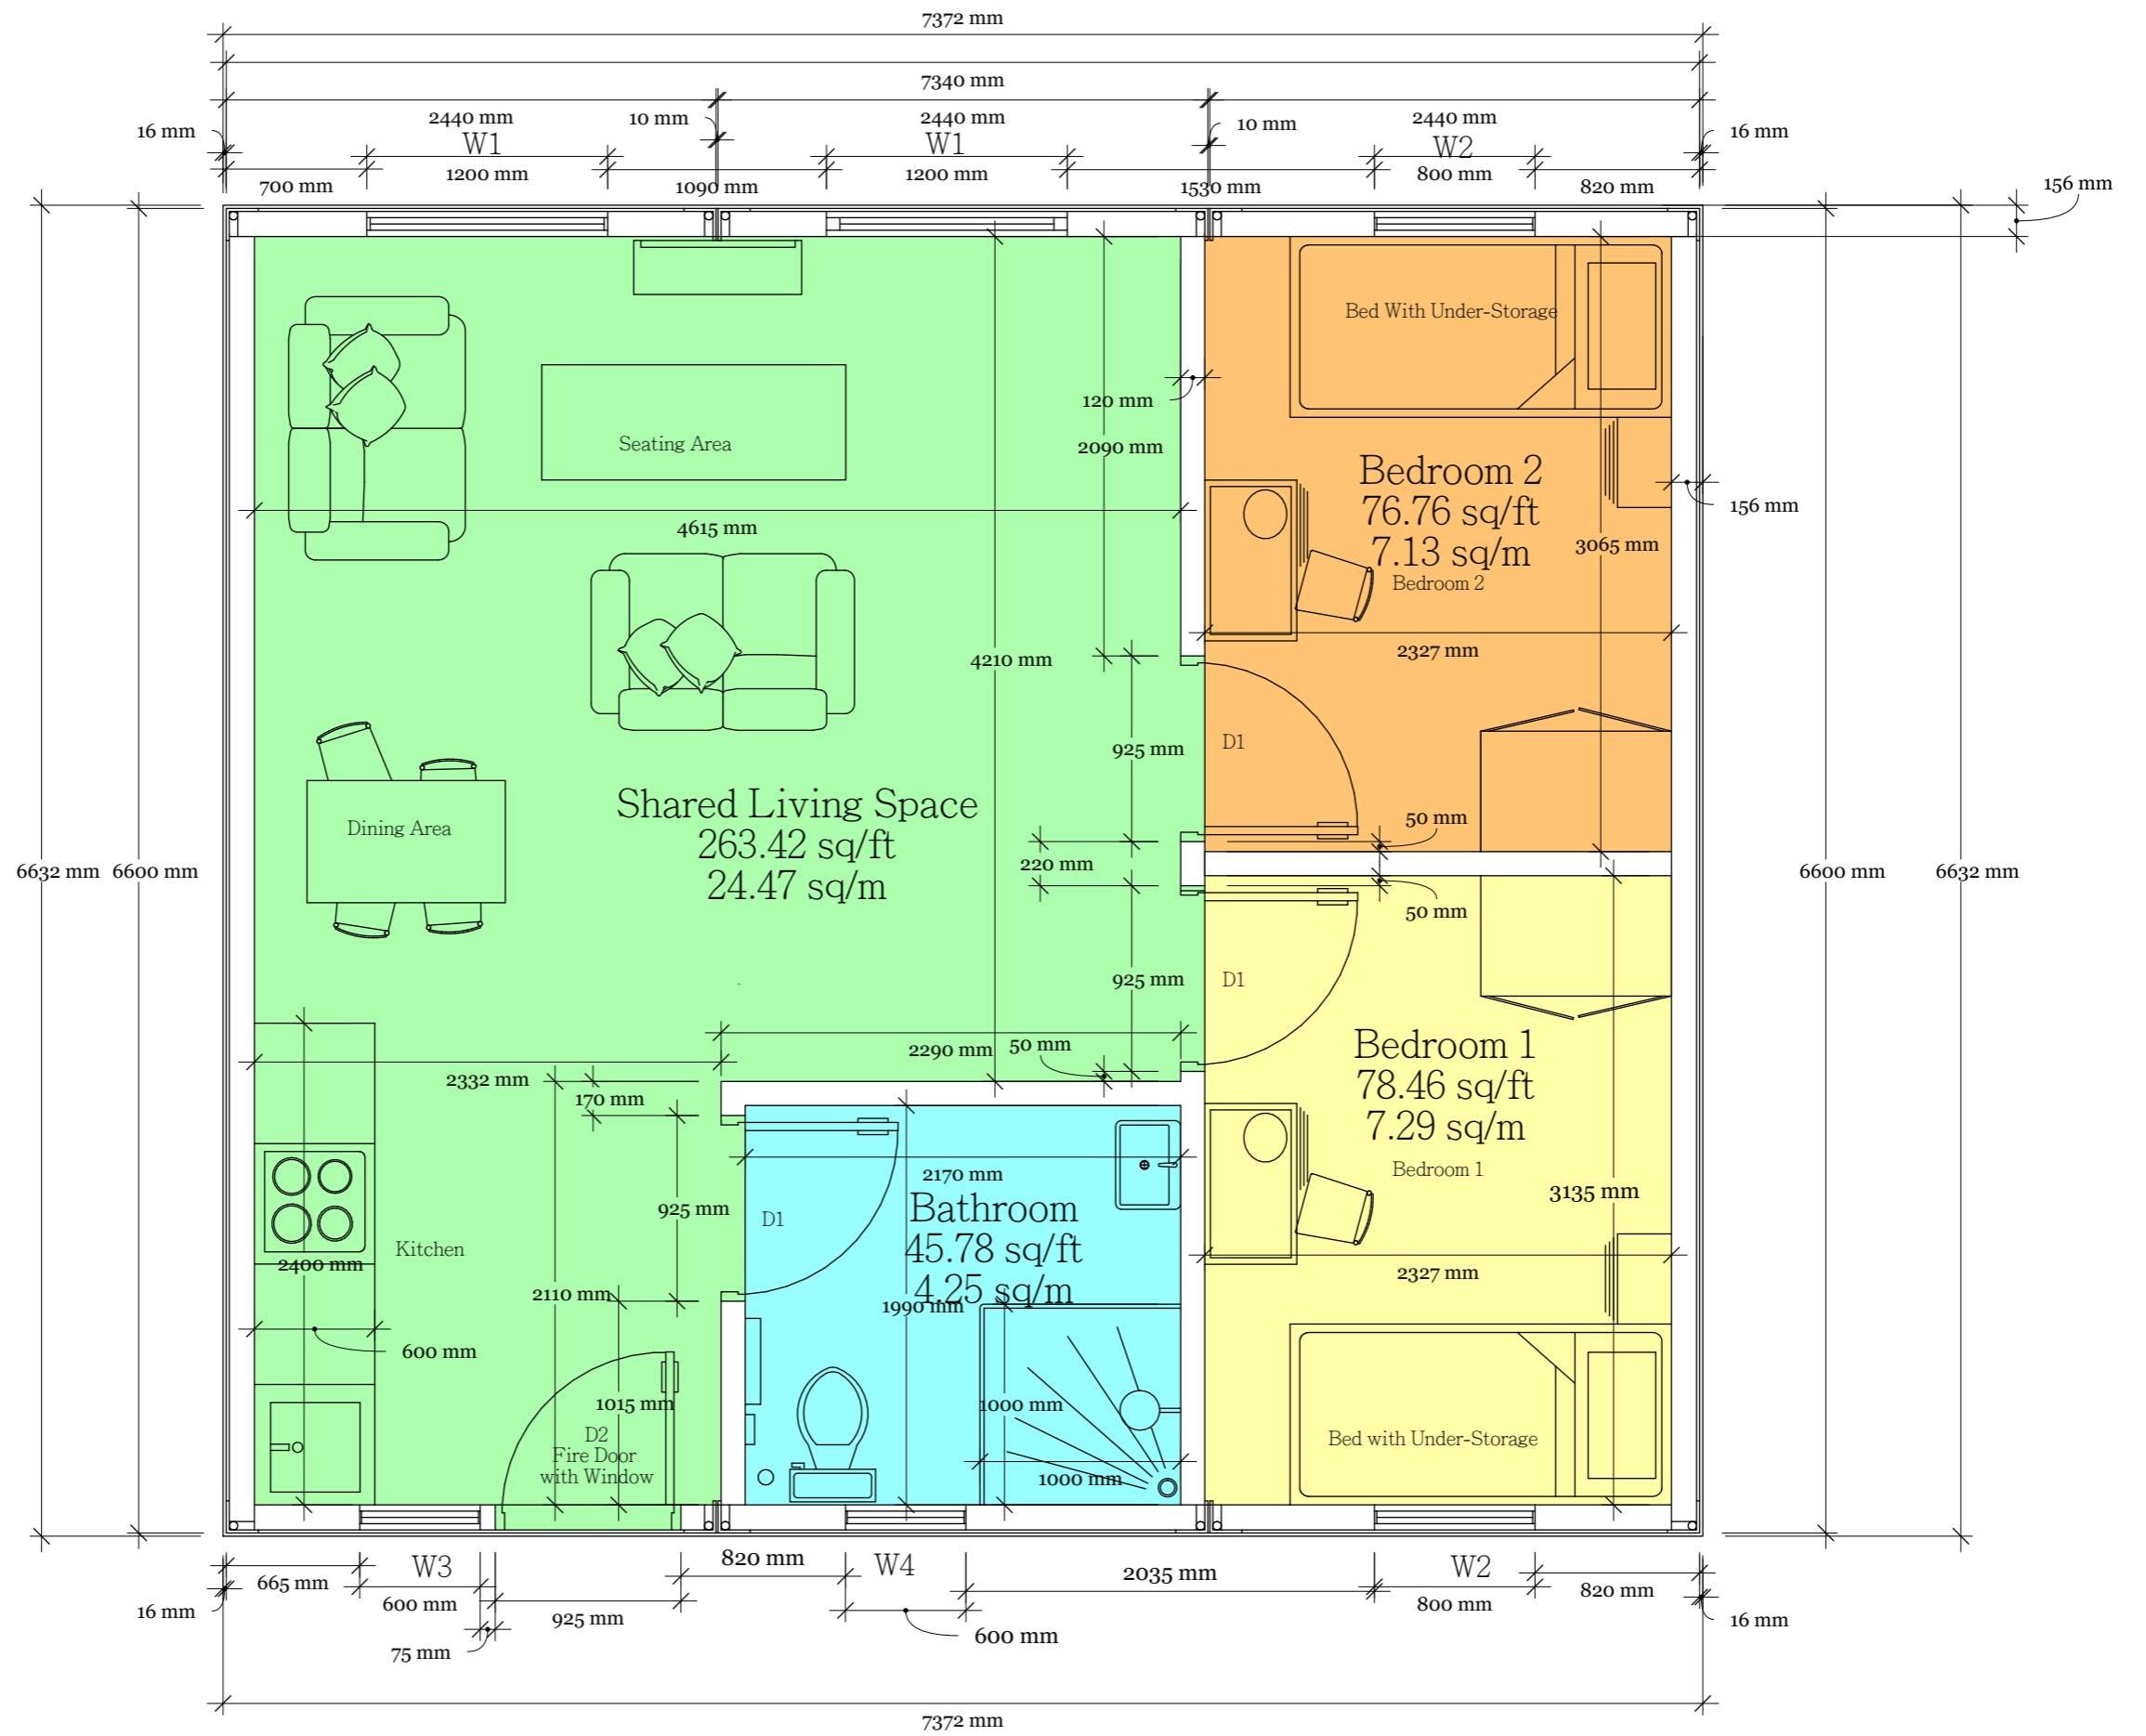 7372 mm
7340 mm
2440 mm
10 mm
2440 mm
10 mm
2440 mm
16 mm
W1
W1
W2
16 mm
700 mm
1200 mm
1090 mm
1200 mm
1530 mm
800 mm
820 mm
156 mm
Bed With Under-Storage
120 mm
2090 mm
Seating Area
Bedroom 2
76.76 sq/ft
7.13 sq/m
Bedroom 2
156 mm
4615 mm
3065 mm
4210 mm
2327 mm
925 mm
D1
Shared Living Space
263.42 sq/ft
24.47 sq/m
Dining Area
50 mm
220 mm
6632 mm
6600 mm
6600 mm
6632 mm
50 mm
925 mm
D1
2290 mm
50 mm
2332 mm
170 mm
Bedroom 1
78.46 sq/ft
7.29 sq/m
Bedroom 1
2170 mm
3135 mm
925 mm
D1
Bathroom
45.78 sq/ft
4.25 sq/m
Kitchen
2400 mm
2110 mm
1990 mm
2327 mm
600 mm
1015 mm
1000 mm
D2
Fire Door
with Window
Bed with Under-Storage
1000 mm
W3
820 mm
W4
2035 mm
W2
665 mm
600 mm
925 mm
800 mm
820 mm
16 mm
16 mm
600 mm
75 mm
7372 mm